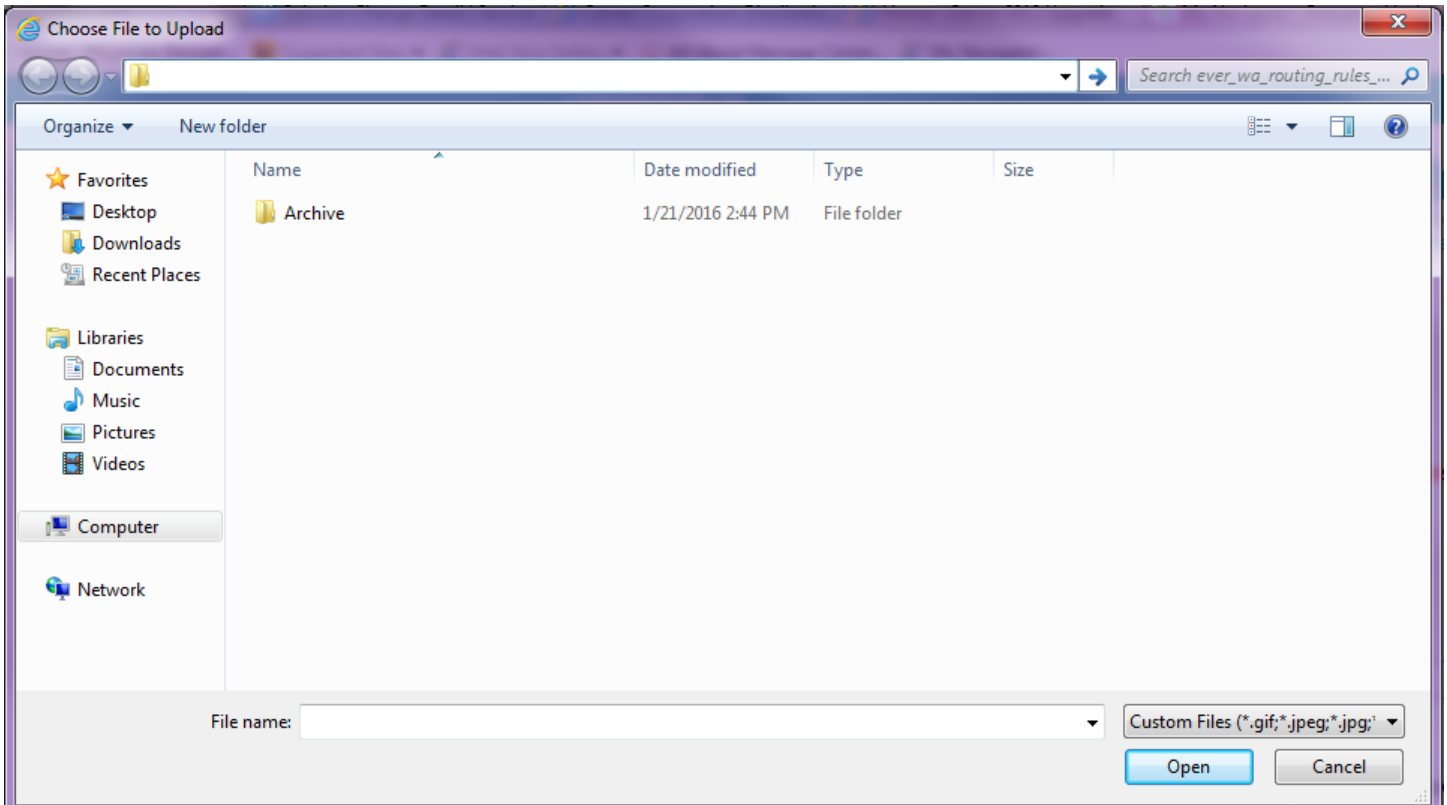 Choose File to Upload
Search ever_wa_routing_rules_...
Organize New folder
Name Date modified Type Size
Favorites
Desktop
Downloads
Recent Places
Archive 1/21/2016 2:44 PM File folder
Libraries
Documents
Music
Pictures
Videos
Computer
Network
File name: Custom Files (*.gif;*.jpeg;*.jpg;
Open Cancel